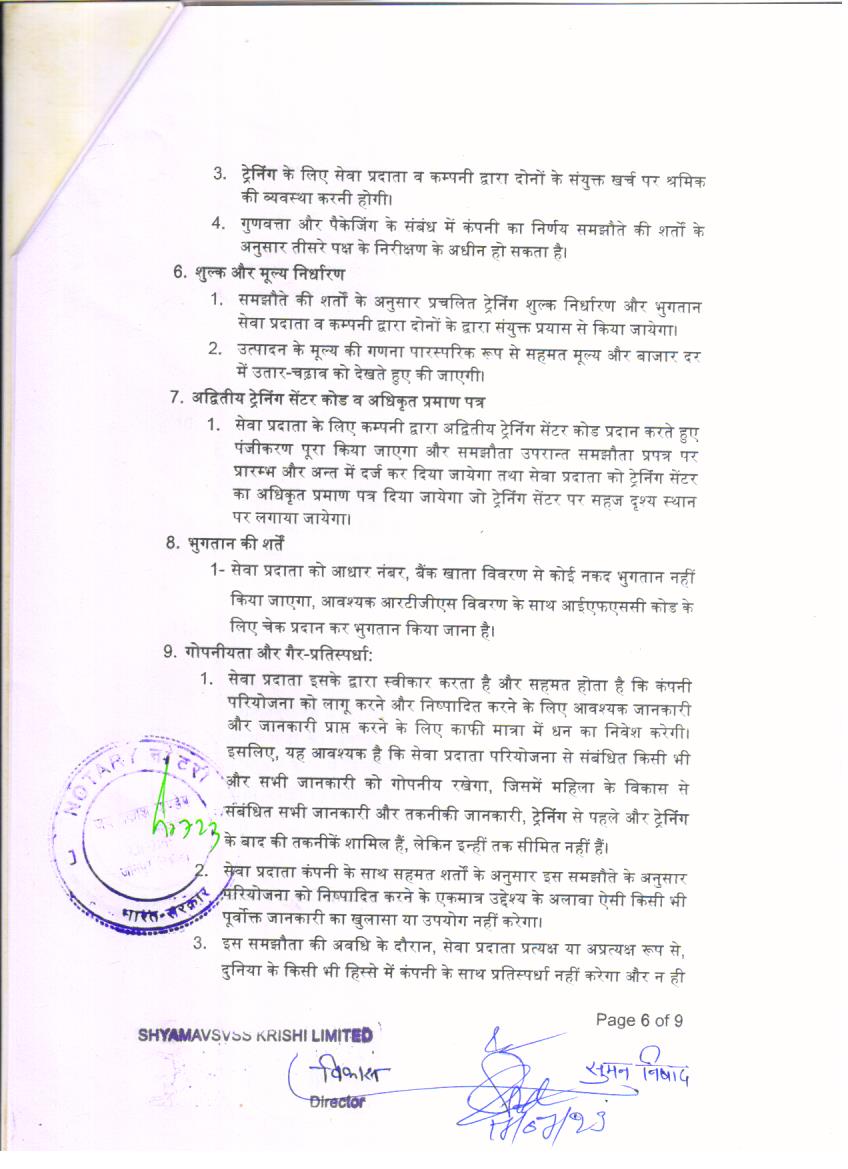 3. ट्रेनिंग के लिए सेवा प्रदाता व कम्पनी द्वारा दोनों के संयुक्त खर्च पर श्रमिक
की व्यवस्था करनी होगी।
4. गुणवत्ता और पैकेजिंग के संबंध में कंपनी का निर्णय समझौते की शर्तों के
अनुसार तीसरे पक्ष के निरीक्षण के अधीन हो सकता है।
6. शुल्क और मूल्य निर्धारण
1. समझौते की शर्तों के अनुसार प्रचलित ट्रेनिंग शुल्क निर्धारण और भुगतान
सेवा प्रदाता व कम्पनी द्वारा दोनों के द्वारा संयुक्त प्रयास से किया जायेगा।
2. उत्पादन के मूल्य की गणना पारस्परिक रूप से सहमत मूल्य और बाजार दर
में उतार-चढ़ाव को देखते हुए की जाएगी।
7. अद्वितीय ट्रेनिंग सेंटर कोड व अधिकृत प्रमाण पत्र
1. सेवा प्रदाता के लिए कम्पनी द्वारा अद्वितीय ट्रेनिंग सेंटर कोड प्रदान करते हुए
पंजीकरण पूरा किया जाएगा और समझौता उपरान्त समझौता प्रपत्र पर
प्रारम्भ और अन्त में दर्ज कर दिया जायेगा तथा सेवा प्रदाता को ट्रेनिंग सेंटर
का अधिकृत प्रमाण पत्र दिया जायेगा जो ट्रेनिंग सेंटर पर सहज दृश्य स्थान
पर लगाया जायेगा।
8. भुगतान की शर्तें
1- सेवा प्रदाता को आधार नंबर, बैंक खाता विवरण से कोई नकद भुगतान नहीं
किया जाएगा, आवश्यक आरटीजीएस विवरण के साथ आईएफएससी कोड के
लिए चेक प्रदान कर भुगतान किया जाना है।
9. गोपनीयता और गैर-प्रतिस्पर्धा:
1. सेवा प्रदाता इसके द्वारा स्वीकार करता है और सहमत होता है कि कंपनी
परियोजना को लागू करने और निष्पादित करने के लिए आवश्यक जानकारी
और जानकारी प्राप्त करने के लिए काफी मात्रा में धन का निवेश करेगी।
इसलिए, यह आवश्यक है कि सेवा प्रदाता परियोजना से संबंधित किसी भी
और सभी जानकारी को गोपनीय रखेगा, जिसमें महिला के विकास से
संबंधित सभी जानकारी और तकनीकी जानकारी, ट्रेनिंग से पहले और ट्रेनिंग
के बाद की तकनीकें शामिल हैं, लेकिन इन्हीं तक सीमित नहीं हैं।
2. सेवा प्रदाता कंपनी के साथ सहमत शर्तों के अनुसार इस समझौते के अनुसार
परियोजना को निष्पादित करने के एकमात्र उद्देश्य के अलावा ऐसी किसी भी
पूर्वोक्त जानकारी का खुलासा या उपयोग नहीं करेगा।
3. इस समझौता की अवधि के दौरान, सेवा प्रदाता प्रत्यक्ष या अप्रत्यक्ष रूप से,
दुनिया के किसी भी हिस्से में कंपनी के साथ प्रतिस्पर्धा नहीं करेगा और न ही
NOTARY नोटरी
भारत-सरकार
Page 6 of 9
SHYAMAVSVSS KRISHI LIMITED
विकास
सुमन निषाद
Director